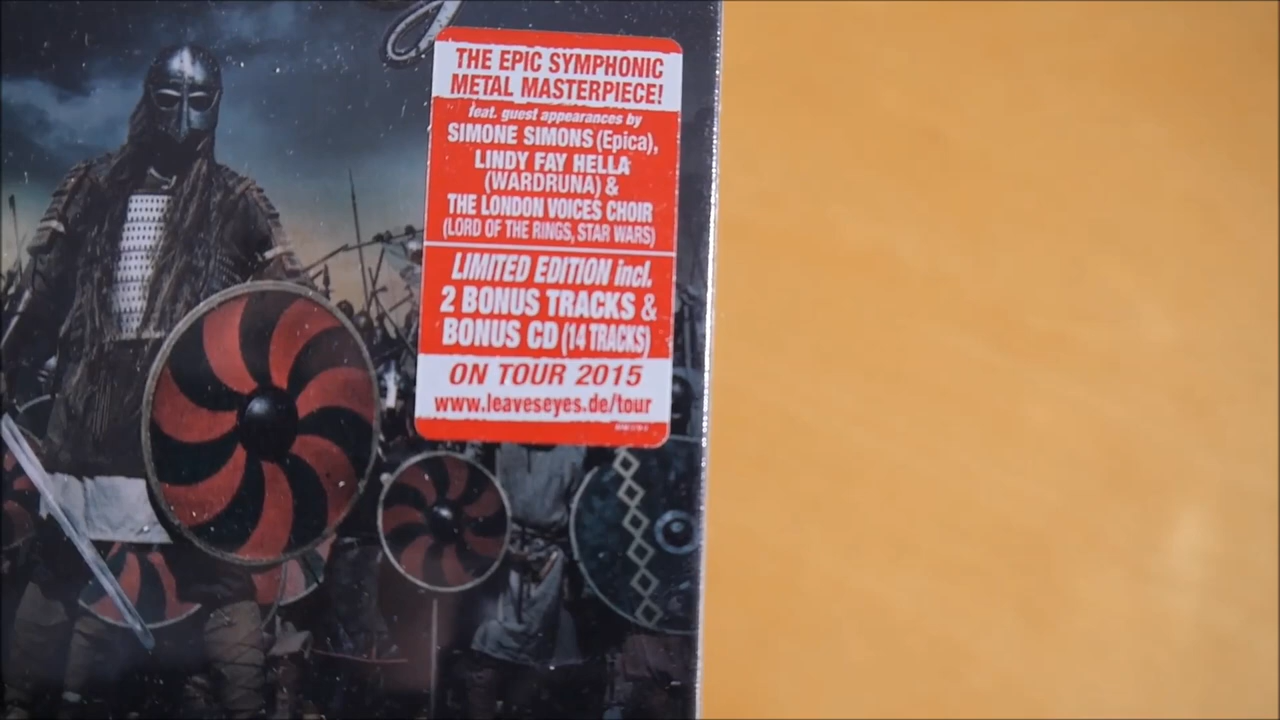 THE EPIC SYMPHONIC
METAL MASTERPIECE!
feat. guest appearances by
SIMONE SIMONS (Epica),
LINDY FAY HELLA
(WARDRUNA) &
THE LONDON VOICES CHOIR
(LORD OF THE RINGS, STAR WARS)
LIMITED EDITION incl.
2 BONUS TRACKS &
BONUS CD (14 TRACKS)
ON TOUR 2015
www.leaveseyes.de/tour